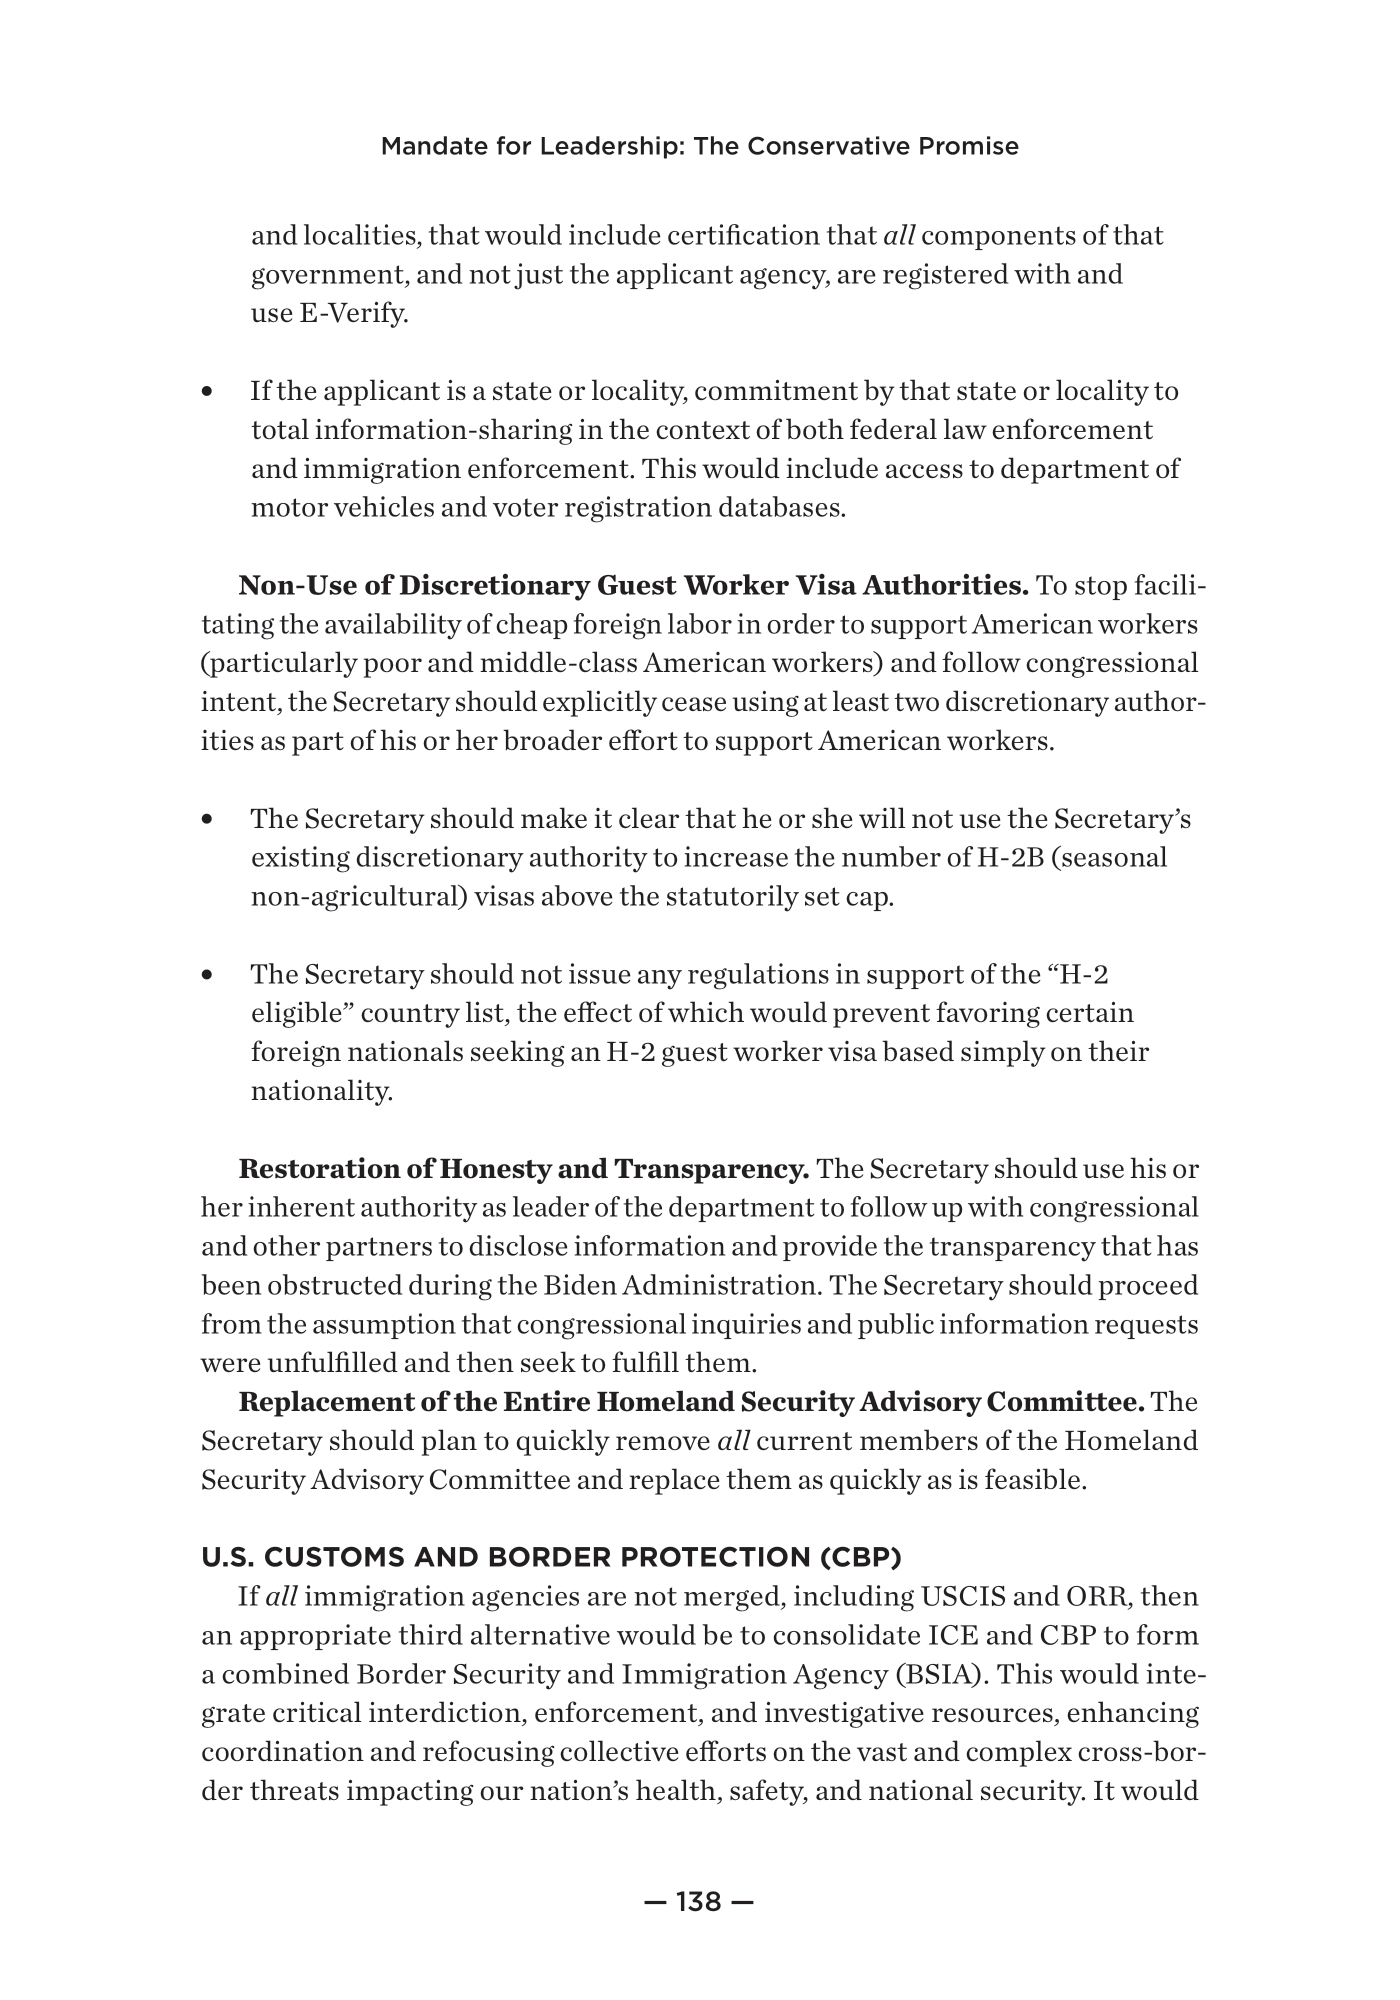 Mandate for Leadership: The Conservative Promise
and localities, that would include certification that all components of that
government, and not just the applicant agency, are registered with and
use E-Verify.
• If the applicant is a state or locality, commitment by that state or locality to
total information-sharing in the context of both federal law enforcement
and immigration enforcement. This would include access to department of
motor vehicles and voter registration databases.
Non-Use of Discretionary Guest Worker Visa Authorities. To stop facili-
tating the availability of cheap foreign labor in order to support American workers
(particularly poor and middle-class American workers) and follow congressional
intent, the Secretary should explicitly cease using at least two discretionary author-
ities as part of his or her broader effort to support American workers.
• The Secretary should make it clear that he or she will not use the Secretary’s
existing discretionary authority to increase the number of H-2B (seasonal
non-agricultural) visas above the statutorily set cap.
• The Secretary should not issue any regulations in support of the “H-2
eligible” country list, the effect of which would prevent favoring certain
foreign nationals seeking an H-2 guest worker visa based simply on their
nationality.
Restoration of Honesty and Transparency. The Secretary should use his or
her inherent authority as leader of the department to follow up with congressional
and other partners to disclose information and provide the transparency that has
been obstructed during the Biden Administration. The Secretary should proceed
from the assumption that congressional inquiries and public information requests
were unfulfilled and then seek to fulfill them.
Replacement of the Entire Homeland Security Advisory Committee. The
Secretary should plan to quickly remove all current members of the Homeland
Security Advisory Committee and replace them as quickly as is feasible.
U.S. CUSTOMS AND BORDER PROTECTION (CBP)
If all immigration agencies are not merged, including USCIS and ORR, then
an appropriate third alternative would be to consolidate ICE and CBP to form
a combined Border Security and Immigration Agency (BSIA). This would inte-
grate critical interdiction, enforcement, and investigative resources, enhancing
coordination and refocusing collective efforts on the vast and complex cross-bor-
der threats impacting our nation’s health, safety, and national security. It would
— 138 —